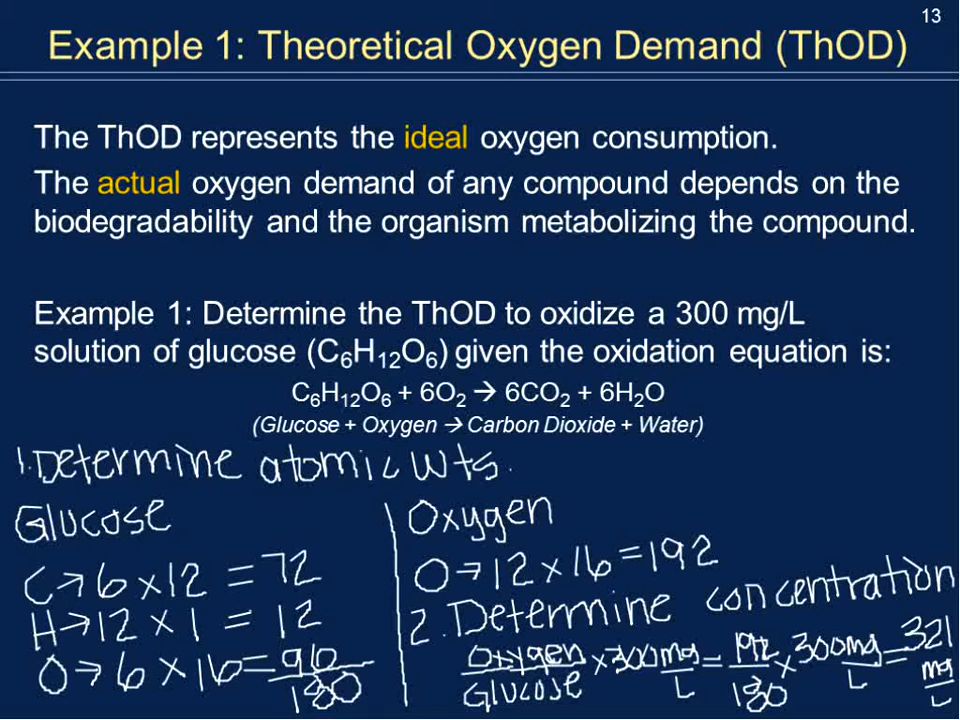 13
Example 1: Theoretical Oxygen Demand (ThOD)
The ThOD represents the ideal oxygen consumption.
The actual oxygen demand of any compound depends on the
biodegradability and the organism metabolizing the compound.
Example 1: Determine the ThOD to oxidize a 300 mg/L
solution of glucose (C₆H₁₂O₆) given the oxidation equation is:
C₆H₁₂O₆ + 6O₂ → 6CO₂ + 6H₂O
(Glucose + Oxygen → Carbon Dioxide + Water)
1. Determine atomic wts.
Glucose
C → 6 × 12 = 72
H → 12 × 1 = 12
O → 6 × 16 = 96
180
Oxygen
O → 12 × 16 = 192
2. Determine concentration
Oxygen/Glucose × 300 mg/L = 192/180 × 300 mg/L = 321 mg/L